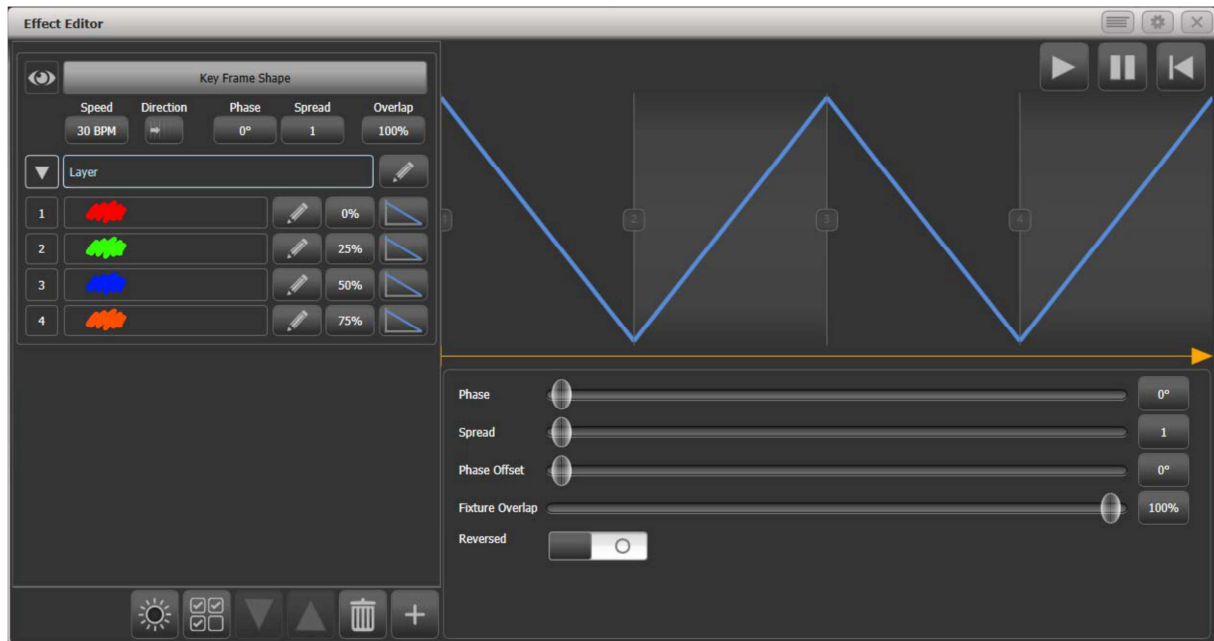 Effect Editor
Key Frame Shape
Speed Direction Phase Spread Overlap
30 BPM 0° 1 100%
Layer
1 0%
2 25%
3 50%
4 75%
1 2 3 4
Phase 0°
Spread 1
Phase Offset 0°
Fixture Overlap 100%
Reversed